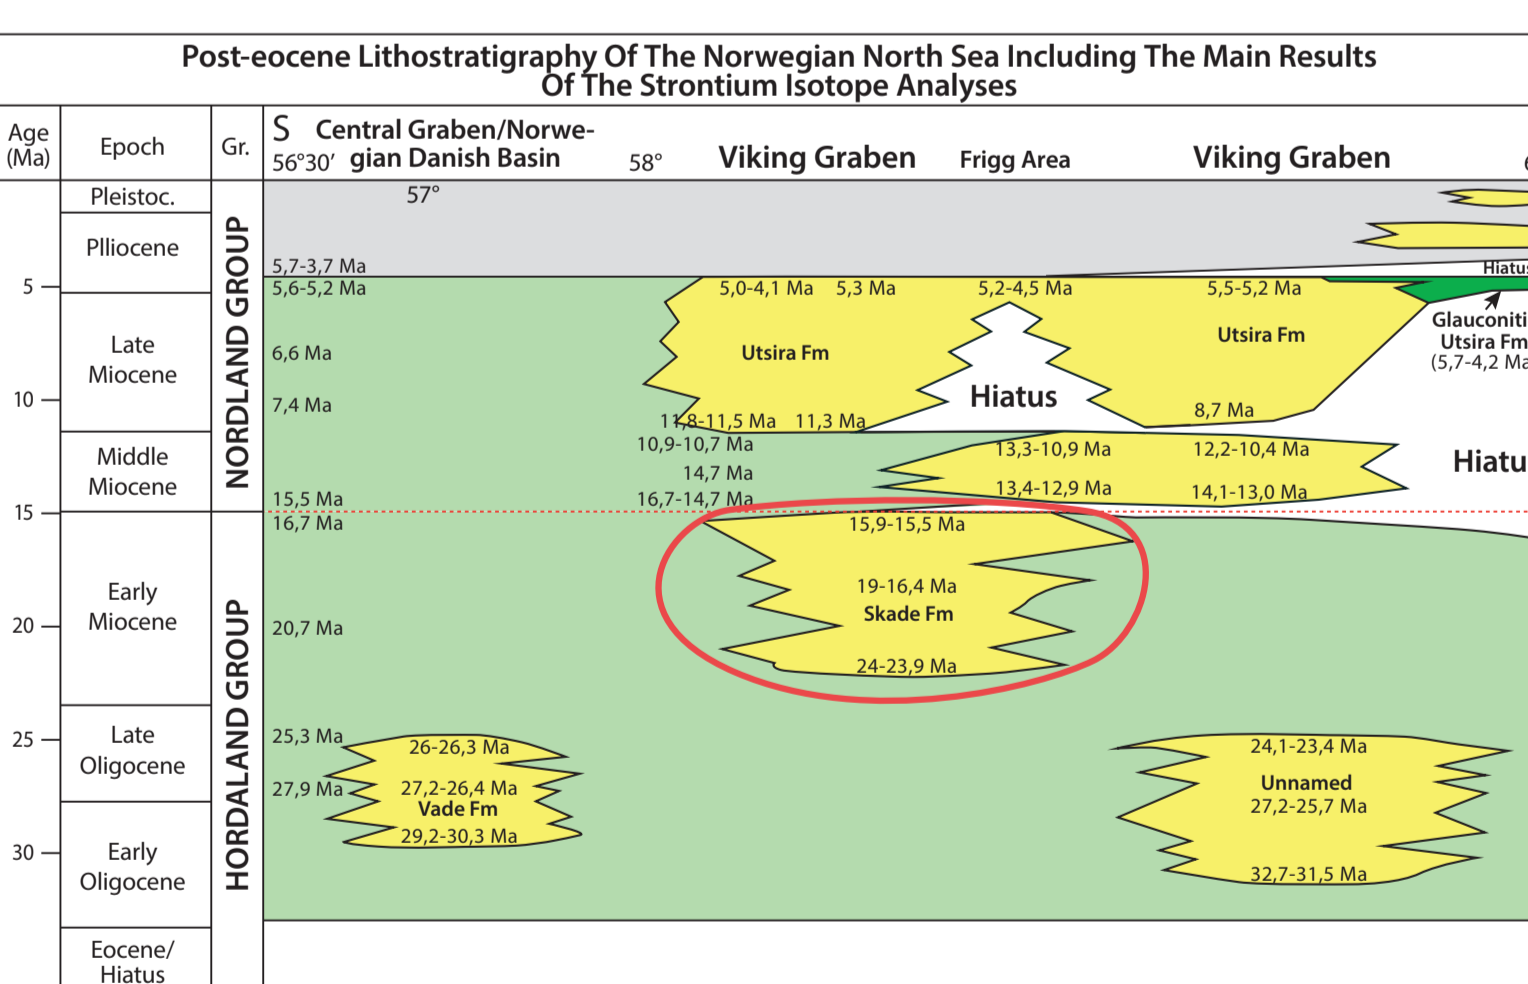 Post-eocene Lithostratigraphy Of The Norwegian North Sea Including The Main Results
Of The Strontium Isotope Analyses
Age
(Ma)
Epoch
Gr.
S Central Graben/Norwe-
56°30′ gian Danish Basin
58°
Viking Graben
Frigg Area
Viking Graben
57°
Pleistoc.
Plliocene
5,7-3,7 Ma
Hiatus
5
5,6-5,2 Ma
5,0-4,1 Ma
5,3 Ma
5,2-4,5 Ma
5,5-5,2 Ma
Glauconiti
Utsira Fm
(5,7-4,2 Ma
Late
Miocene
6,6 Ma
Utsira Fm
Utsira Fm
Hiatus
10
7,4 Ma
11,8-11,5 Ma
11,3 Ma
8,7 Ma
NORDLAND GROUP
Middle
Miocene
10,9-10,7 Ma
14,7 Ma
16,7-14,7 Ma
13,3-10,9 Ma
12,2-10,4 Ma
13,4-12,9 Ma
14,1-13,0 Ma
Hiatu
15,5 Ma
15
16,7 Ma
15,9-15,5 Ma
Early
Miocene
19-16,4 Ma
Skade Fm
20
20,7 Ma
24-23,9 Ma
HORDALAND GROUP
25
Late
Oligocene
25,3 Ma
27,9 Ma
26-26,3 Ma
27,2-26,4 Ma
Vade Fm
29,2-30,3 Ma
24,1-23,4 Ma
Unnamed
27,2-25,7 Ma
32,7-31,5 Ma
30
Early
Oligocene
Eocene/
Hiatus